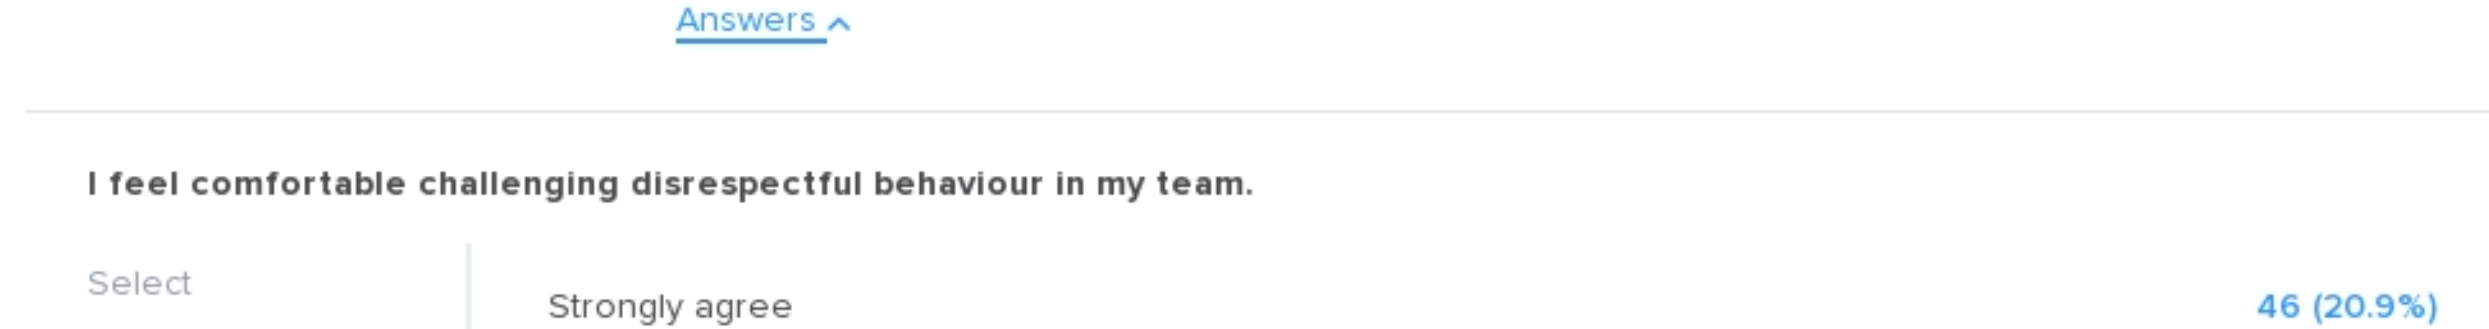 Answers
I feel comfortable challenging disrespectful behaviour in my team.
Select
Strongly agree 46 (20.9%)